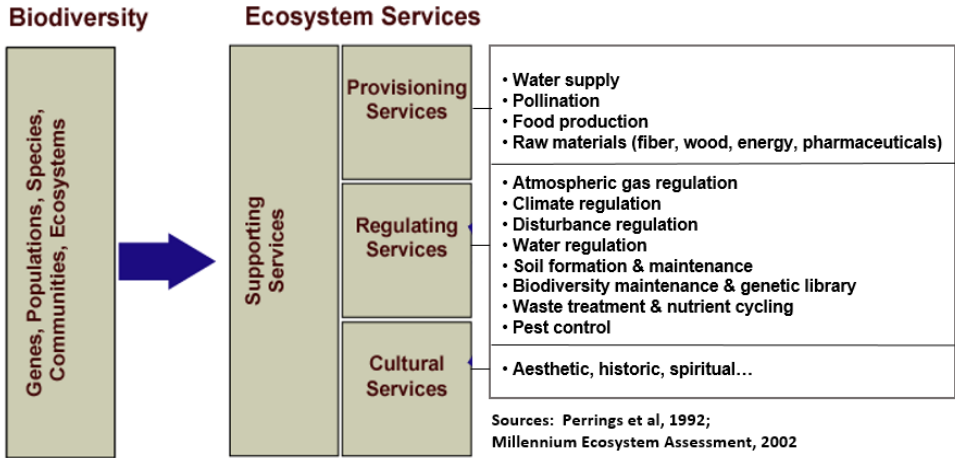 Biodiversity
Ecosystem Services
Genes, Populations, Species,
Communities, Ecosystems
Supporting
Services
Provisioning
Services
• Water supply
• Pollination
• Food production
• Raw materials (fiber, wood, energy, pharmaceuticals)
Regulating
Services
• Atmospheric gas regulation
• Climate regulation
• Disturbance regulation
• Water regulation
• Soil formation & maintenance
• Biodiversity maintenance & genetic library
• Waste treatment & nutrient cycling
• Pest control
Cultural
Services
• Aesthetic, historic, spiritual…
Sources:  Perrings et al, 1992;
Millennium Ecosystem Assessment, 2002